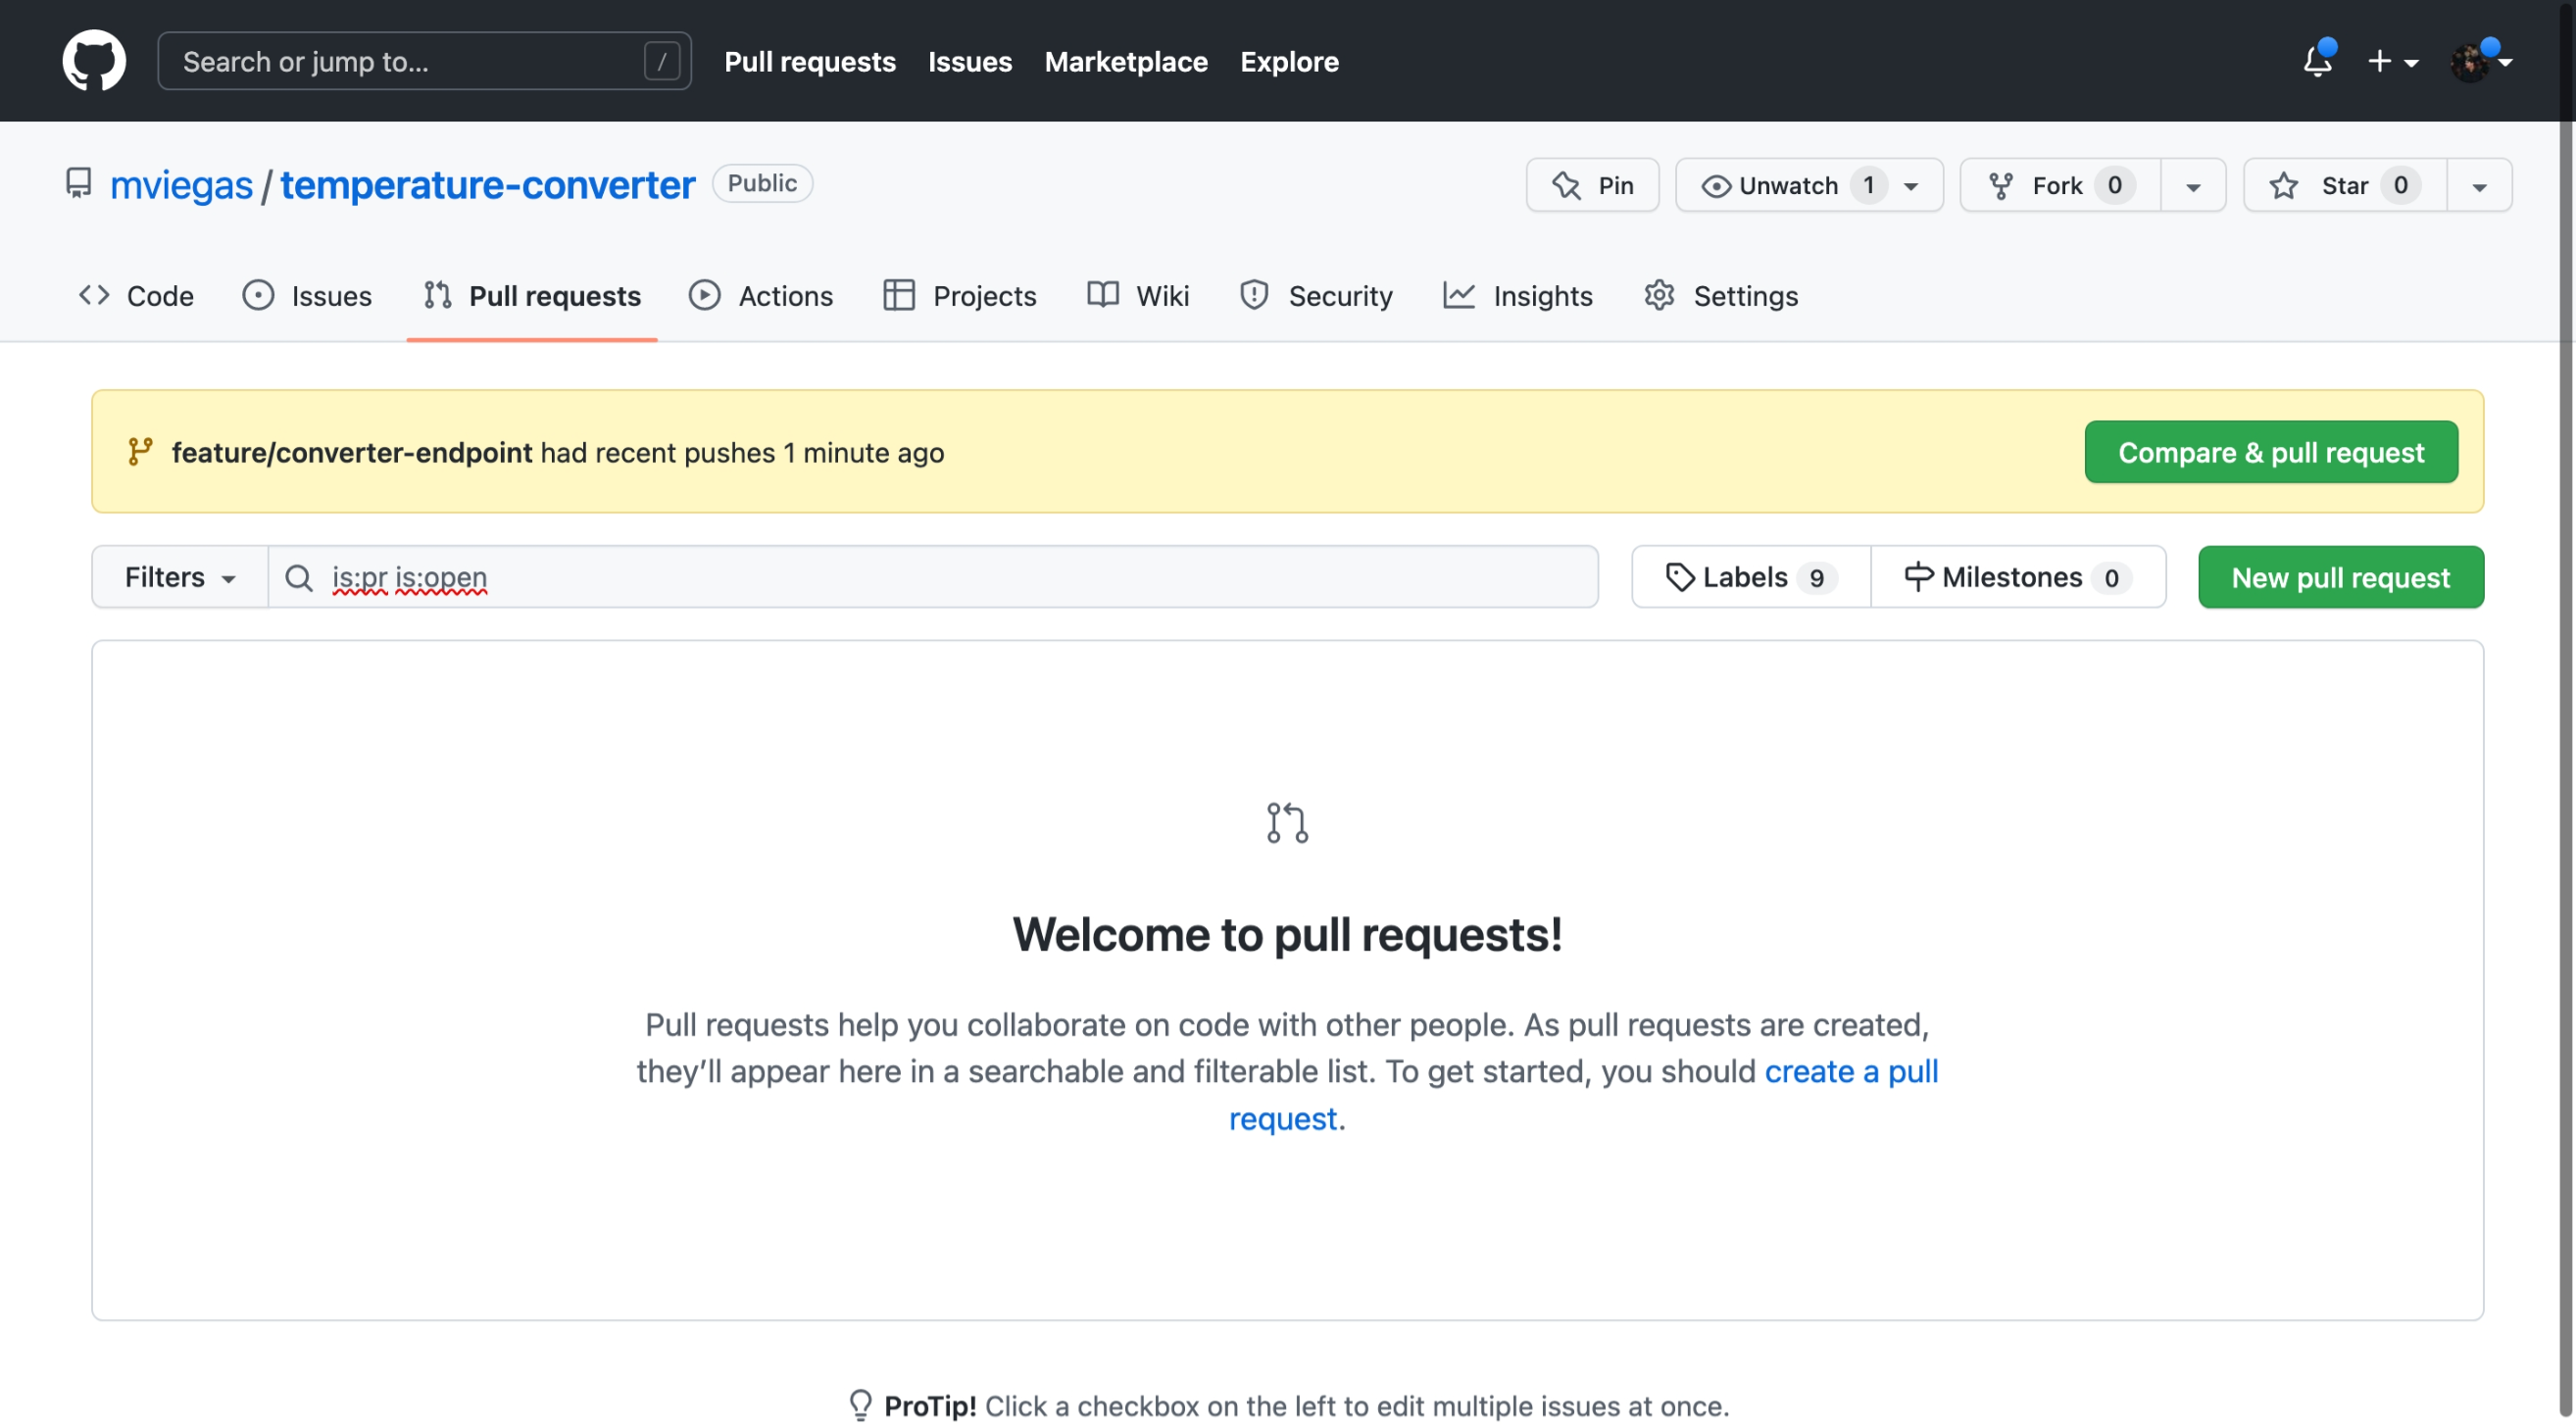 Search or jump to... / Pull requests Issues Marketplace Explore
mviegas / temperature-converter Public Pin Unwatch 1 Fork 0 Star 0
Code Issues Pull requests Actions Projects Wiki Security Insights Settings
feature/converter-endpoint had recent pushes 1 minute ago Compare & pull request
Filters is:pr is:open Labels 9 Milestones 0 New pull request
Welcome to pull requests!
Pull requests help you collaborate on code with other people. As pull requests are created,
they’ll appear here in a searchable and filterable list. To get started, you should create a pull
request.
ProTip! Click a checkbox on the left to edit multiple issues at once.